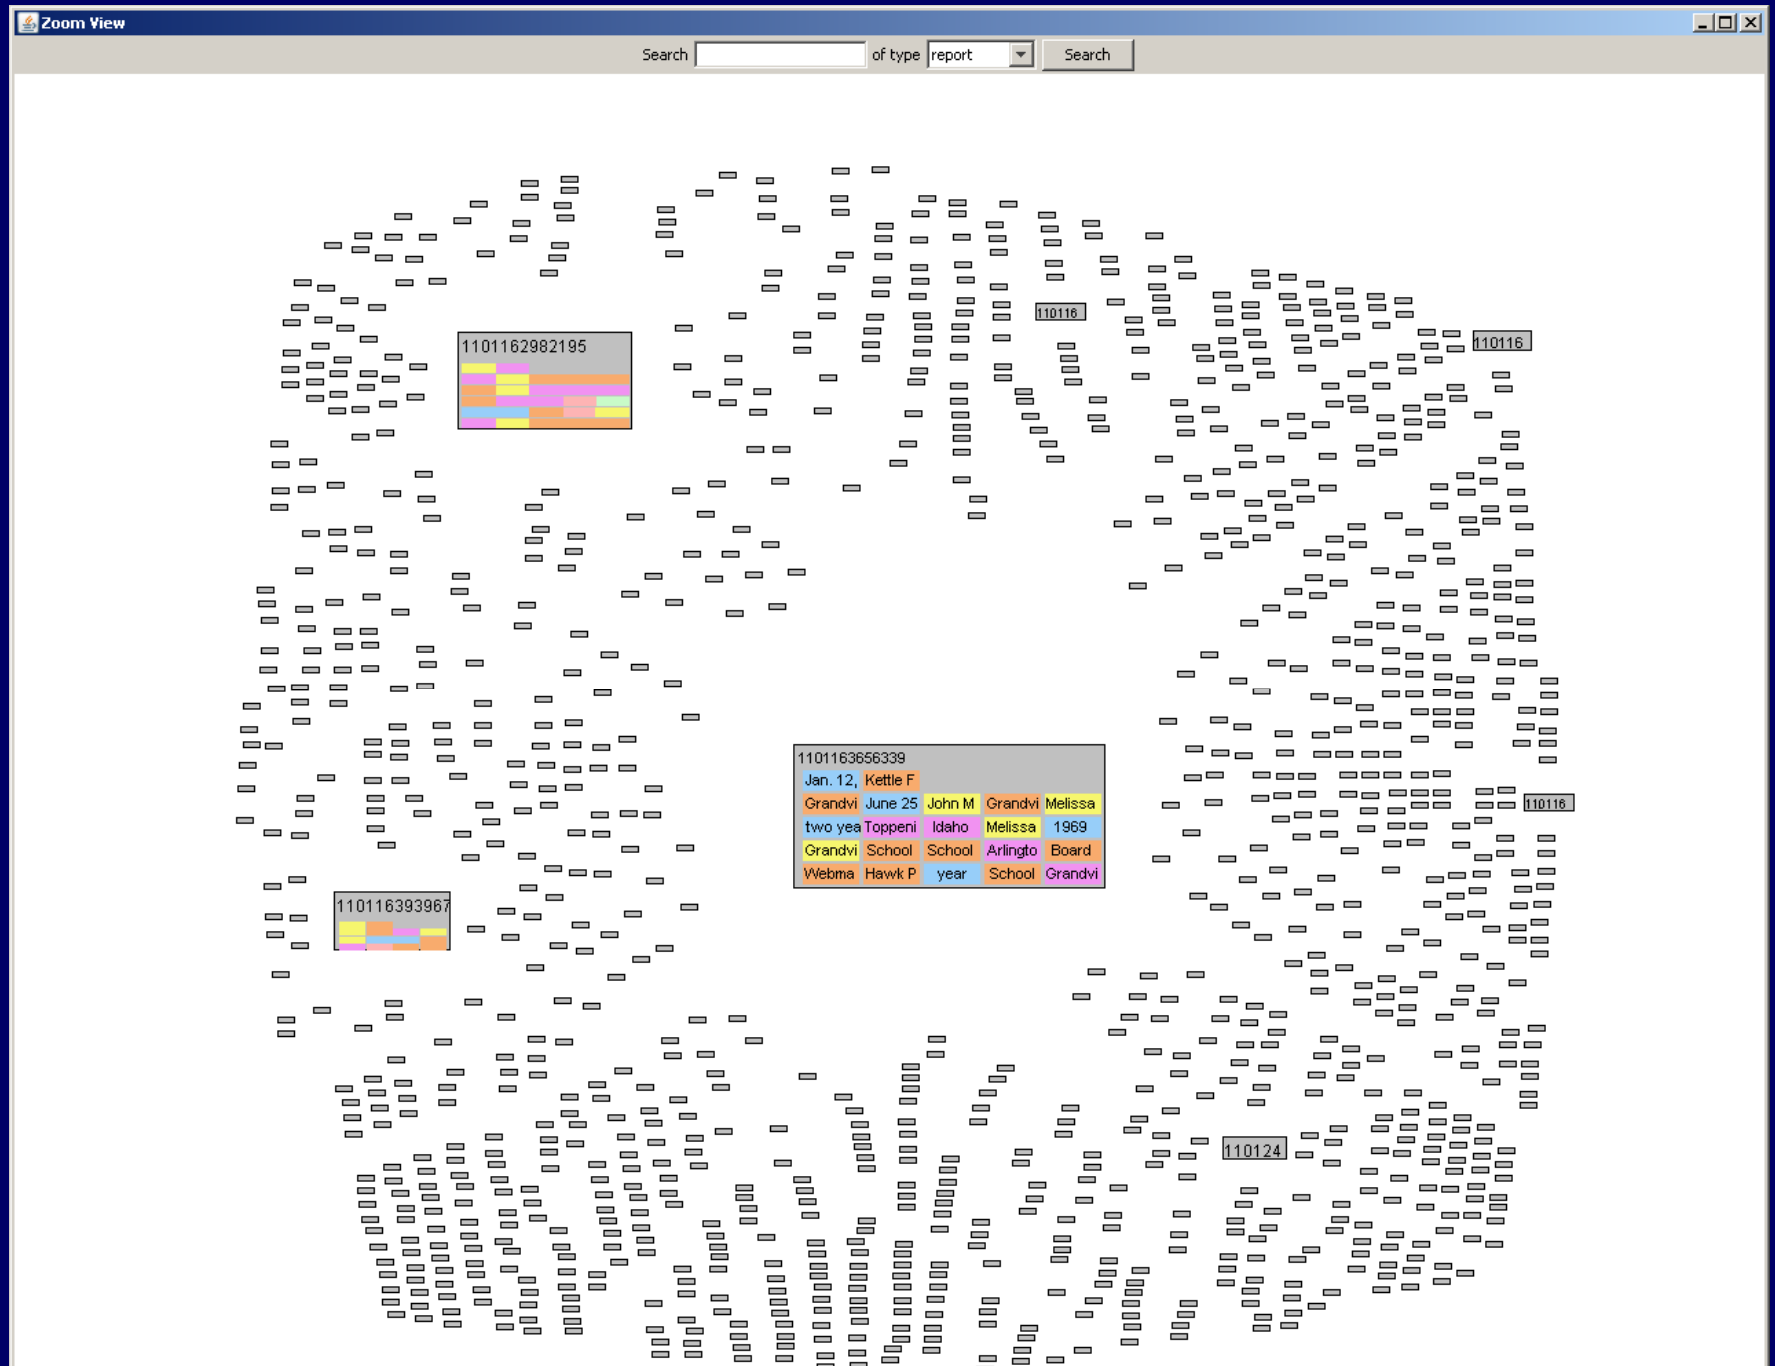 Zoom View
Search of type report Search
110116
110116
1101162982195
1101163656339
Jan. 12, Kettle F
Grandvi June 25 John M Grandvi Melissa
two yea Toppeni Idaho Melissa 1969
Grandvi School School Arlingto Board
Webma Hawk P year School Grandvi
110116
110116393967
110124